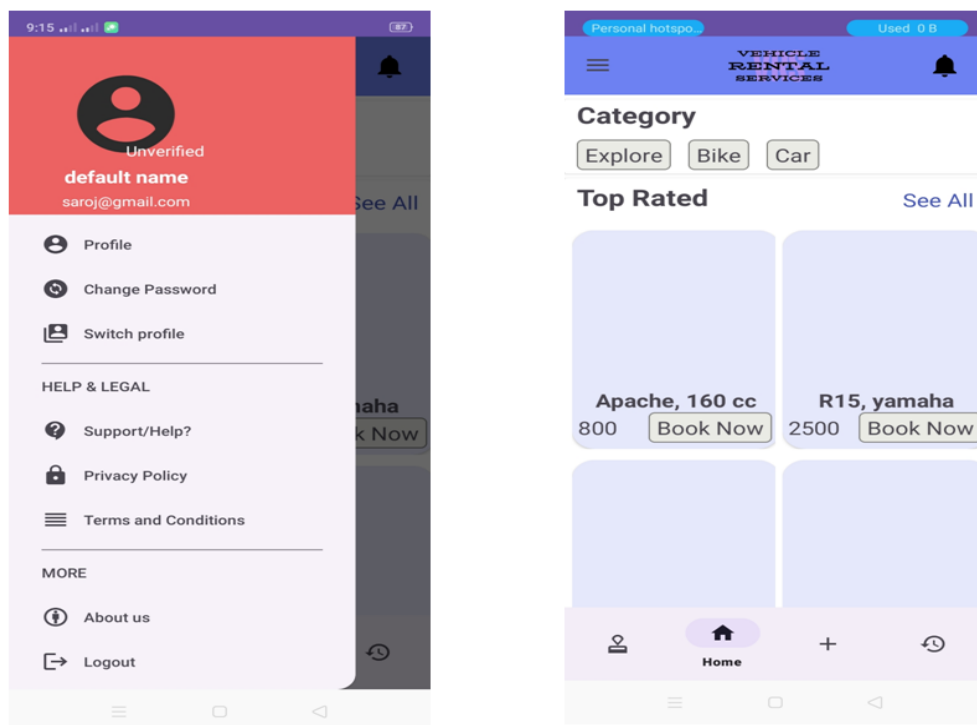 9:15
87
Unverified
default name
saroj@gmail.com
Profile
Change Password
Switch profile
HELP & LEGAL
Support/Help?
Privacy Policy
Terms and Conditions
MORE
About us
Logout
See All
naha
k Now
Personal hotspo...
Used 0 B
VEHICLE
RENTAL
SERVICES
Category
Explore Bike Car
Top Rated See All
Apache, 160 cc R15, yamaha
800 Book Now 2500 Book Now
Home